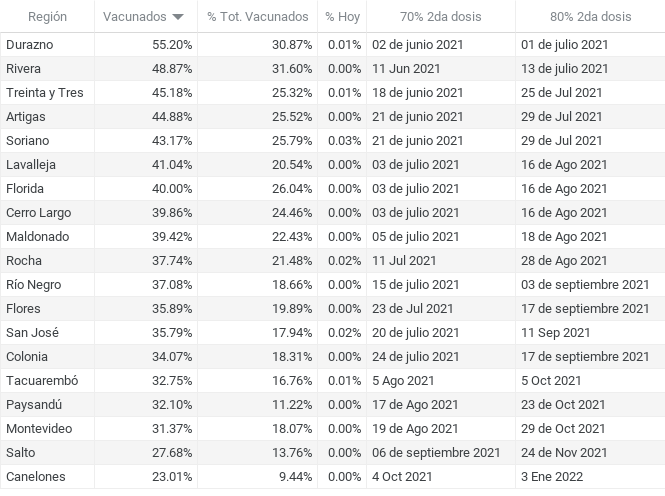 Región Vacunados % Tot. Vacunados % Hoy 70% 2da dosis 80% 2da dosis
Durazno 55.20% 30.87% 0.01% 02 de junio 2021 01 de julio 2021
Rivera 48.87% 31.60% 0.00% 11 Jun 2021 13 de julio 2021
Treinta y Tres 45.18% 25.32% 0.01% 18 de junio 2021 25 de Jul 2021
Artigas 44.88% 25.52% 0.00% 21 de junio 2021 29 de Jul 2021
Soriano 43.17% 25.79% 0.03% 21 de junio 2021 29 de Jul 2021
Lavalleja 41.04% 20.54% 0.00% 03 de julio 2021 16 de Ago 2021
Florida 40.00% 26.04% 0.00% 03 de julio 2021 16 de Ago 2021
Cerro Largo 39.86% 24.46% 0.00% 03 de julio 2021 16 de Ago 2021
Maldonado 39.42% 22.43% 0.00% 05 de julio 2021 18 de Ago 2021
Rocha 37.74% 21.48% 0.02% 11 Jul 2021 28 de Ago 2021
Río Negro 37.08% 18.66% 0.00% 15 de julio 2021 03 de septiembre 2021
Flores 35.89% 19.89% 0.00% 23 de Jul 2021 17 de septiembre 2021
San José 35.79% 17.94% 0.02% 20 de julio 2021 11 Sep 2021
Colonia 34.07% 18.31% 0.00% 24 de julio 2021 17 de septiembre 2021
Tacuarembó 32.75% 16.76% 0.01% 5 Ago 2021 5 Oct 2021
Paysandú 32.10% 11.22% 0.00% 17 de Ago 2021 23 de Oct 2021
Montevideo 31.37% 18.07% 0.00% 19 de Ago 2021 29 de Oct 2021
Salto 27.68% 13.76% 0.00% 06 de septiembre 2021 24 de Nov 2021
Canelones 23.01% 9.44% 0.00% 4 Oct 2021 3 Ene 2022